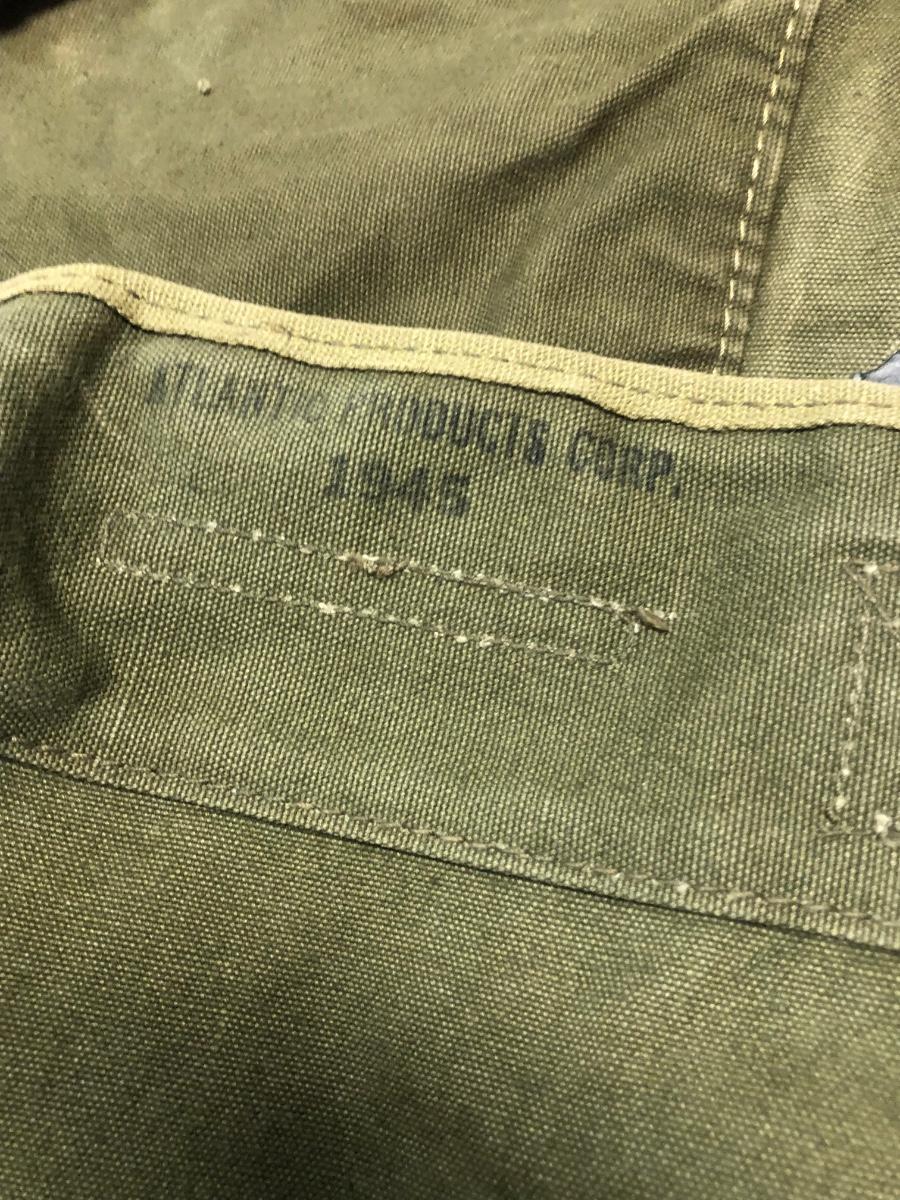 ATLANTIC PRODUCTS CORP.
1945